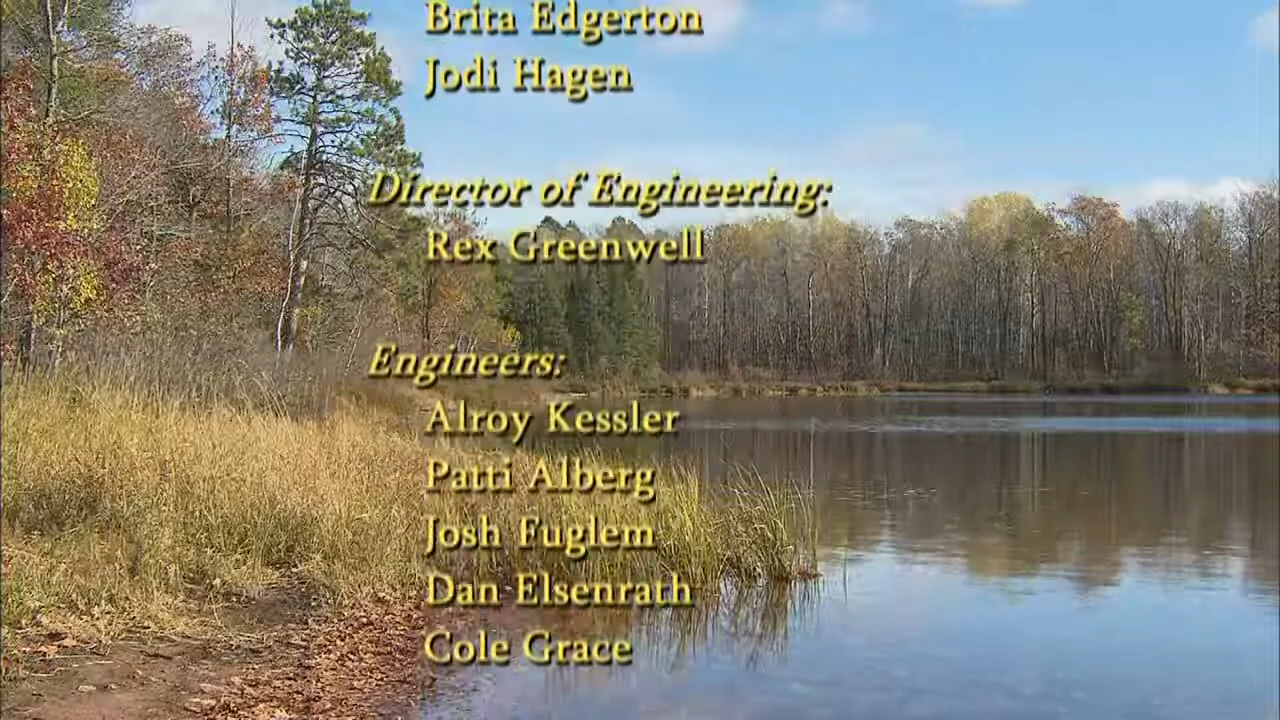 Brita Edgerton
Jodi Hagen
Director of Engineering:
Rex Greenwell
Engineers:
Alroy Kessler
Patti Alberg
Josh Fuglem
Dan Elsenrath
Cole Grace